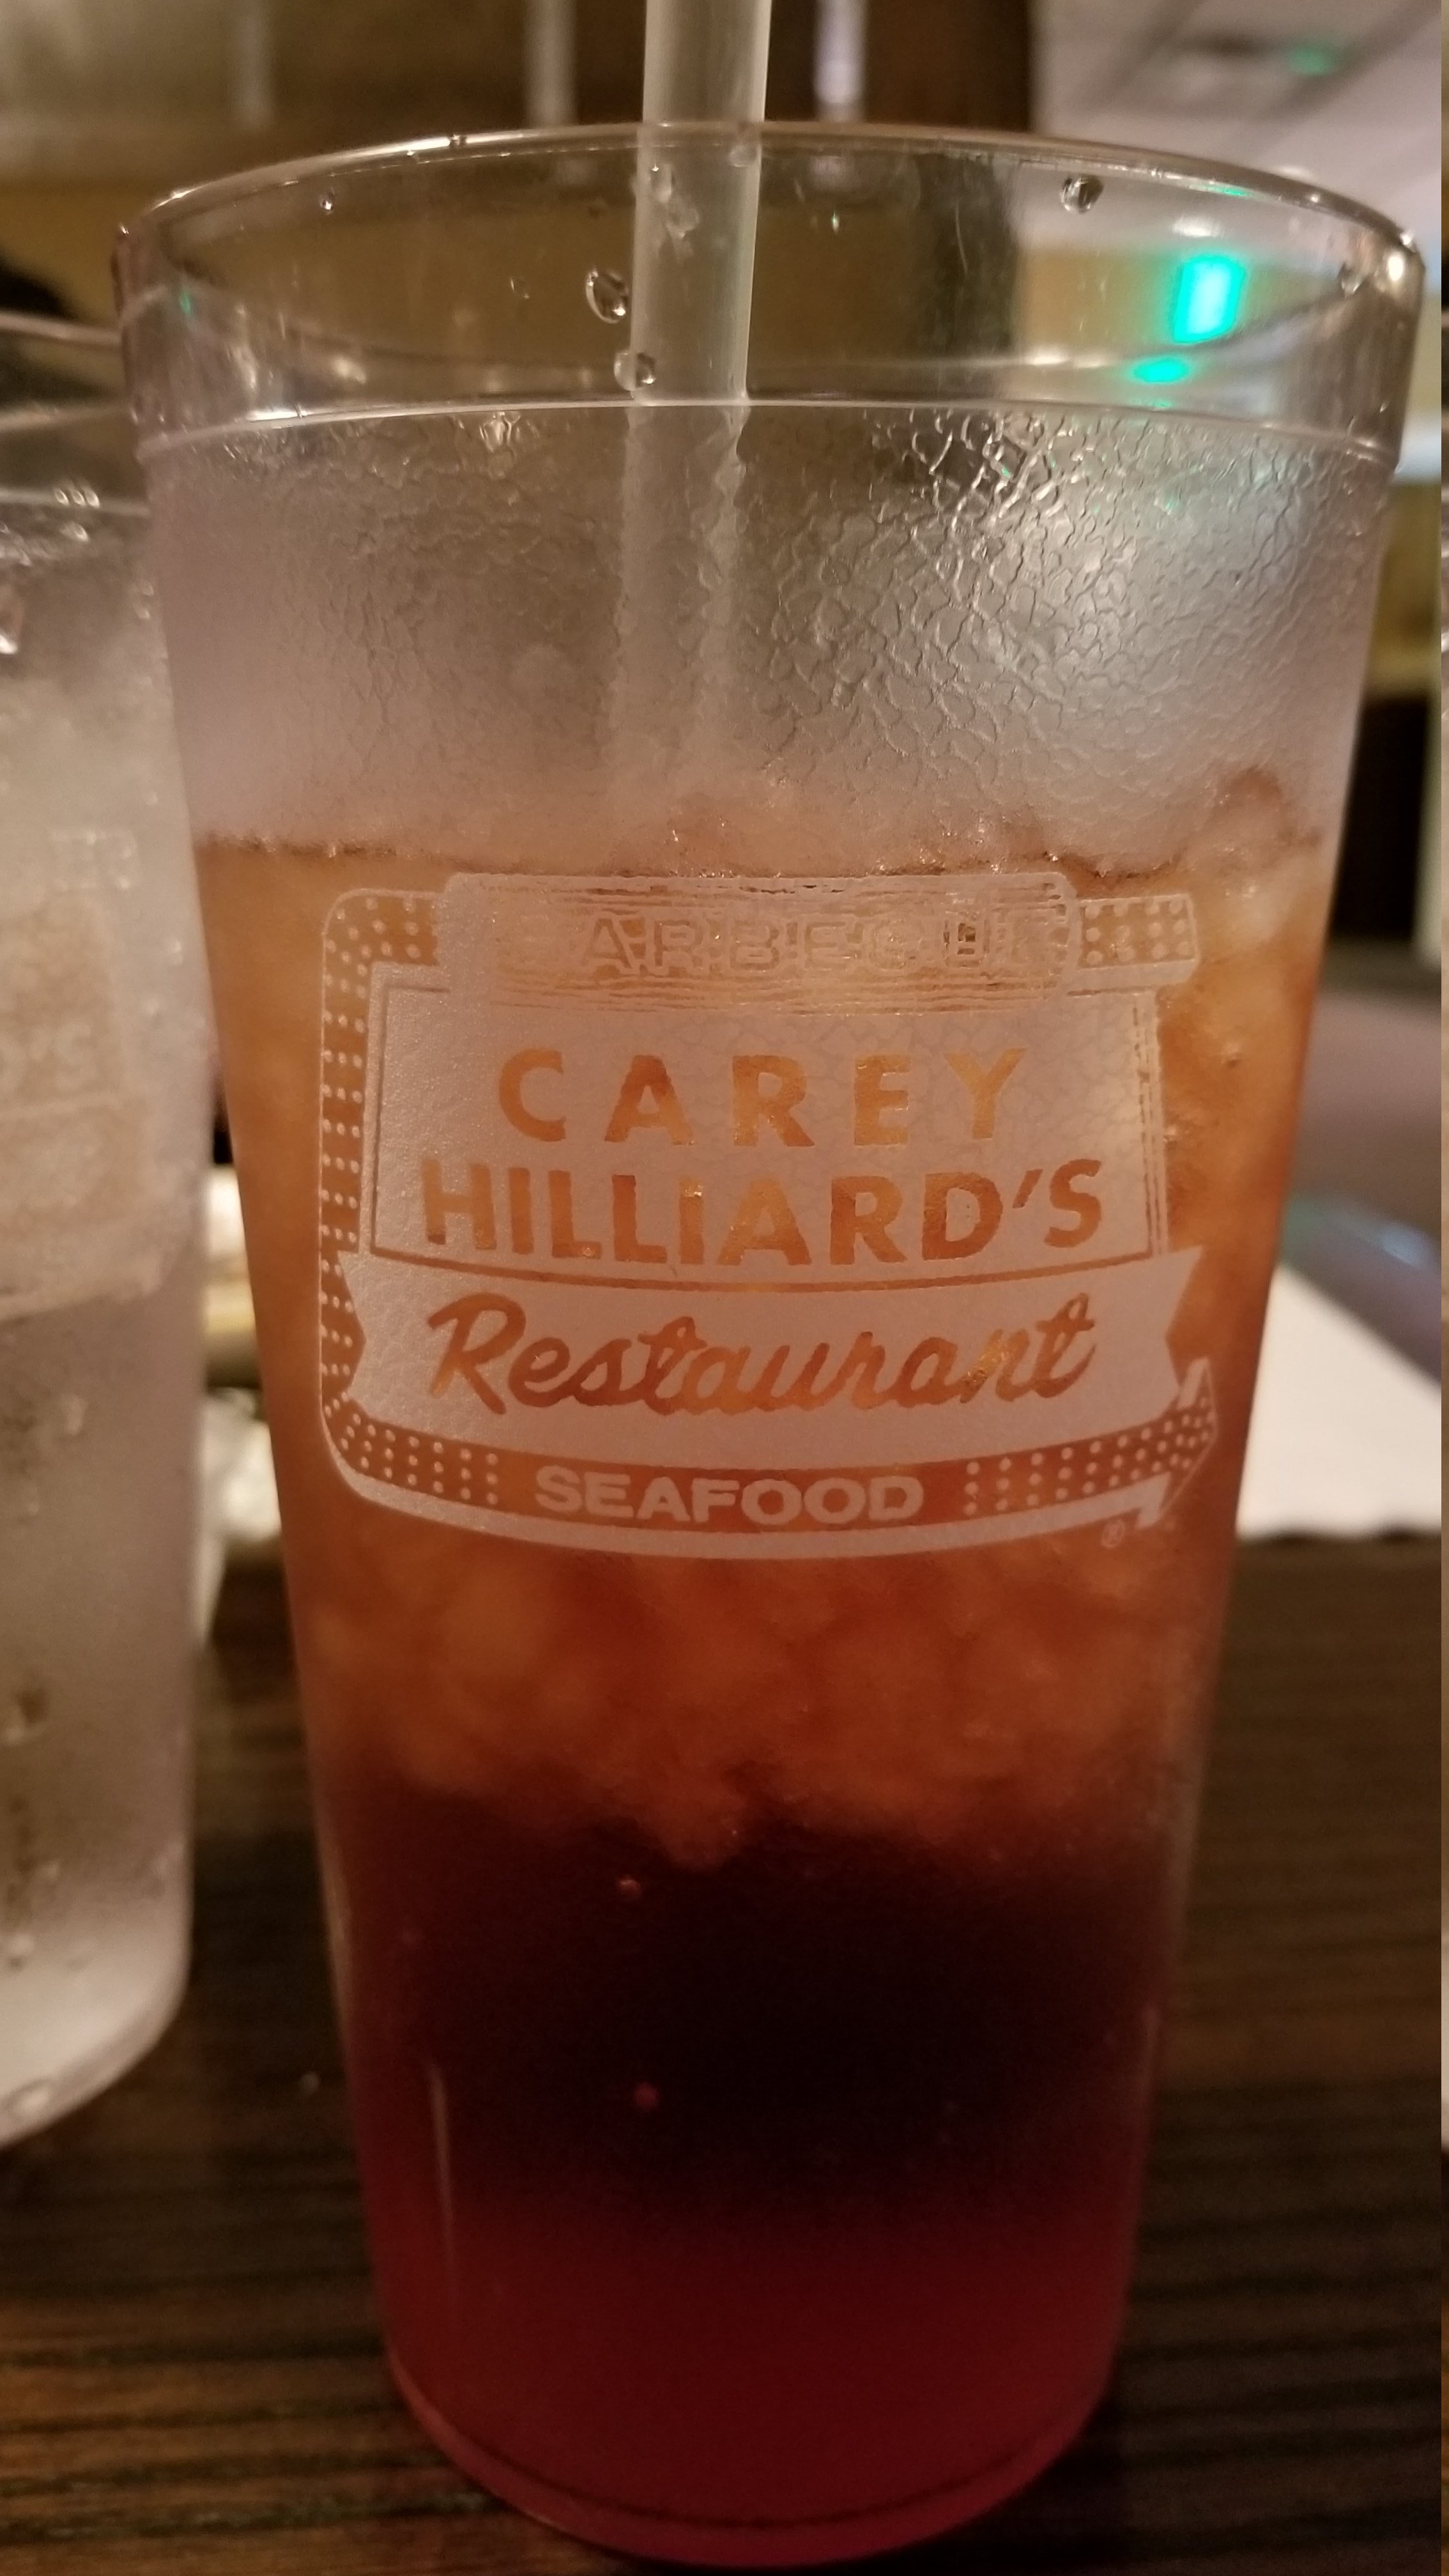 BARBECUE
CAREY
HILLIARD'S
Restaurant
SEAFOOD
®